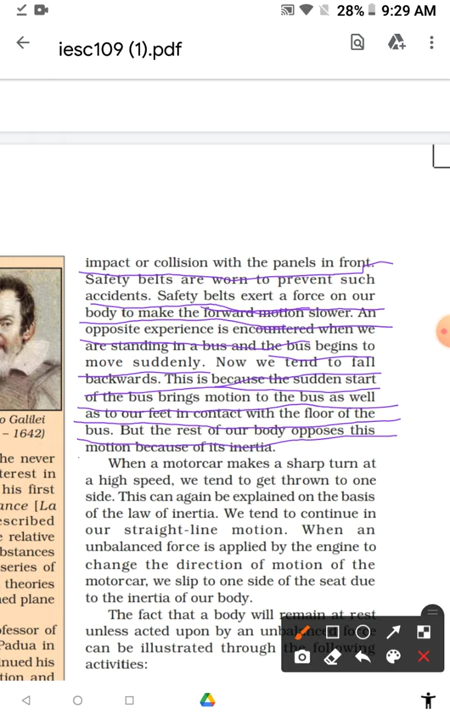 28% 9:29 AM
iesc109 (1).pdf
impact or collision with the panels in front.
Safety belts are worn to prevent such
accidents. Safety belts exert a force on our
body to make the forward motion slower. An
opposite experience is encountered when we
are standing in a bus and the bus begins to
move suddenly. Now we tend to fall
backwards. This is because the sudden start
of the bus brings motion to the bus as well
as to our feet in contact with the floor of the
bus. But the rest of our body opposes this
motion because of its inertia.
When a motorcar makes a sharp turn at
a high speed, we tend to get thrown to one
side. This can again be explained on the basis
of the law of inertia. We tend to continue in
our straight-line motion. When an
unbalanced force is applied by the engine to
change the direction of motion of the
motorcar, we slip to one side of the seat due
to the inertia of our body.
The fact that a body will remain at rest
unless acted upon by an unbalanced force
can be illustrated through the following
activities:
o Galilei
– 1642)
he never
terest in
his first
ance [La
escribed
relative
bstances
series of
theories
ned plane
ofessor of
Padua in
inued his
tion and